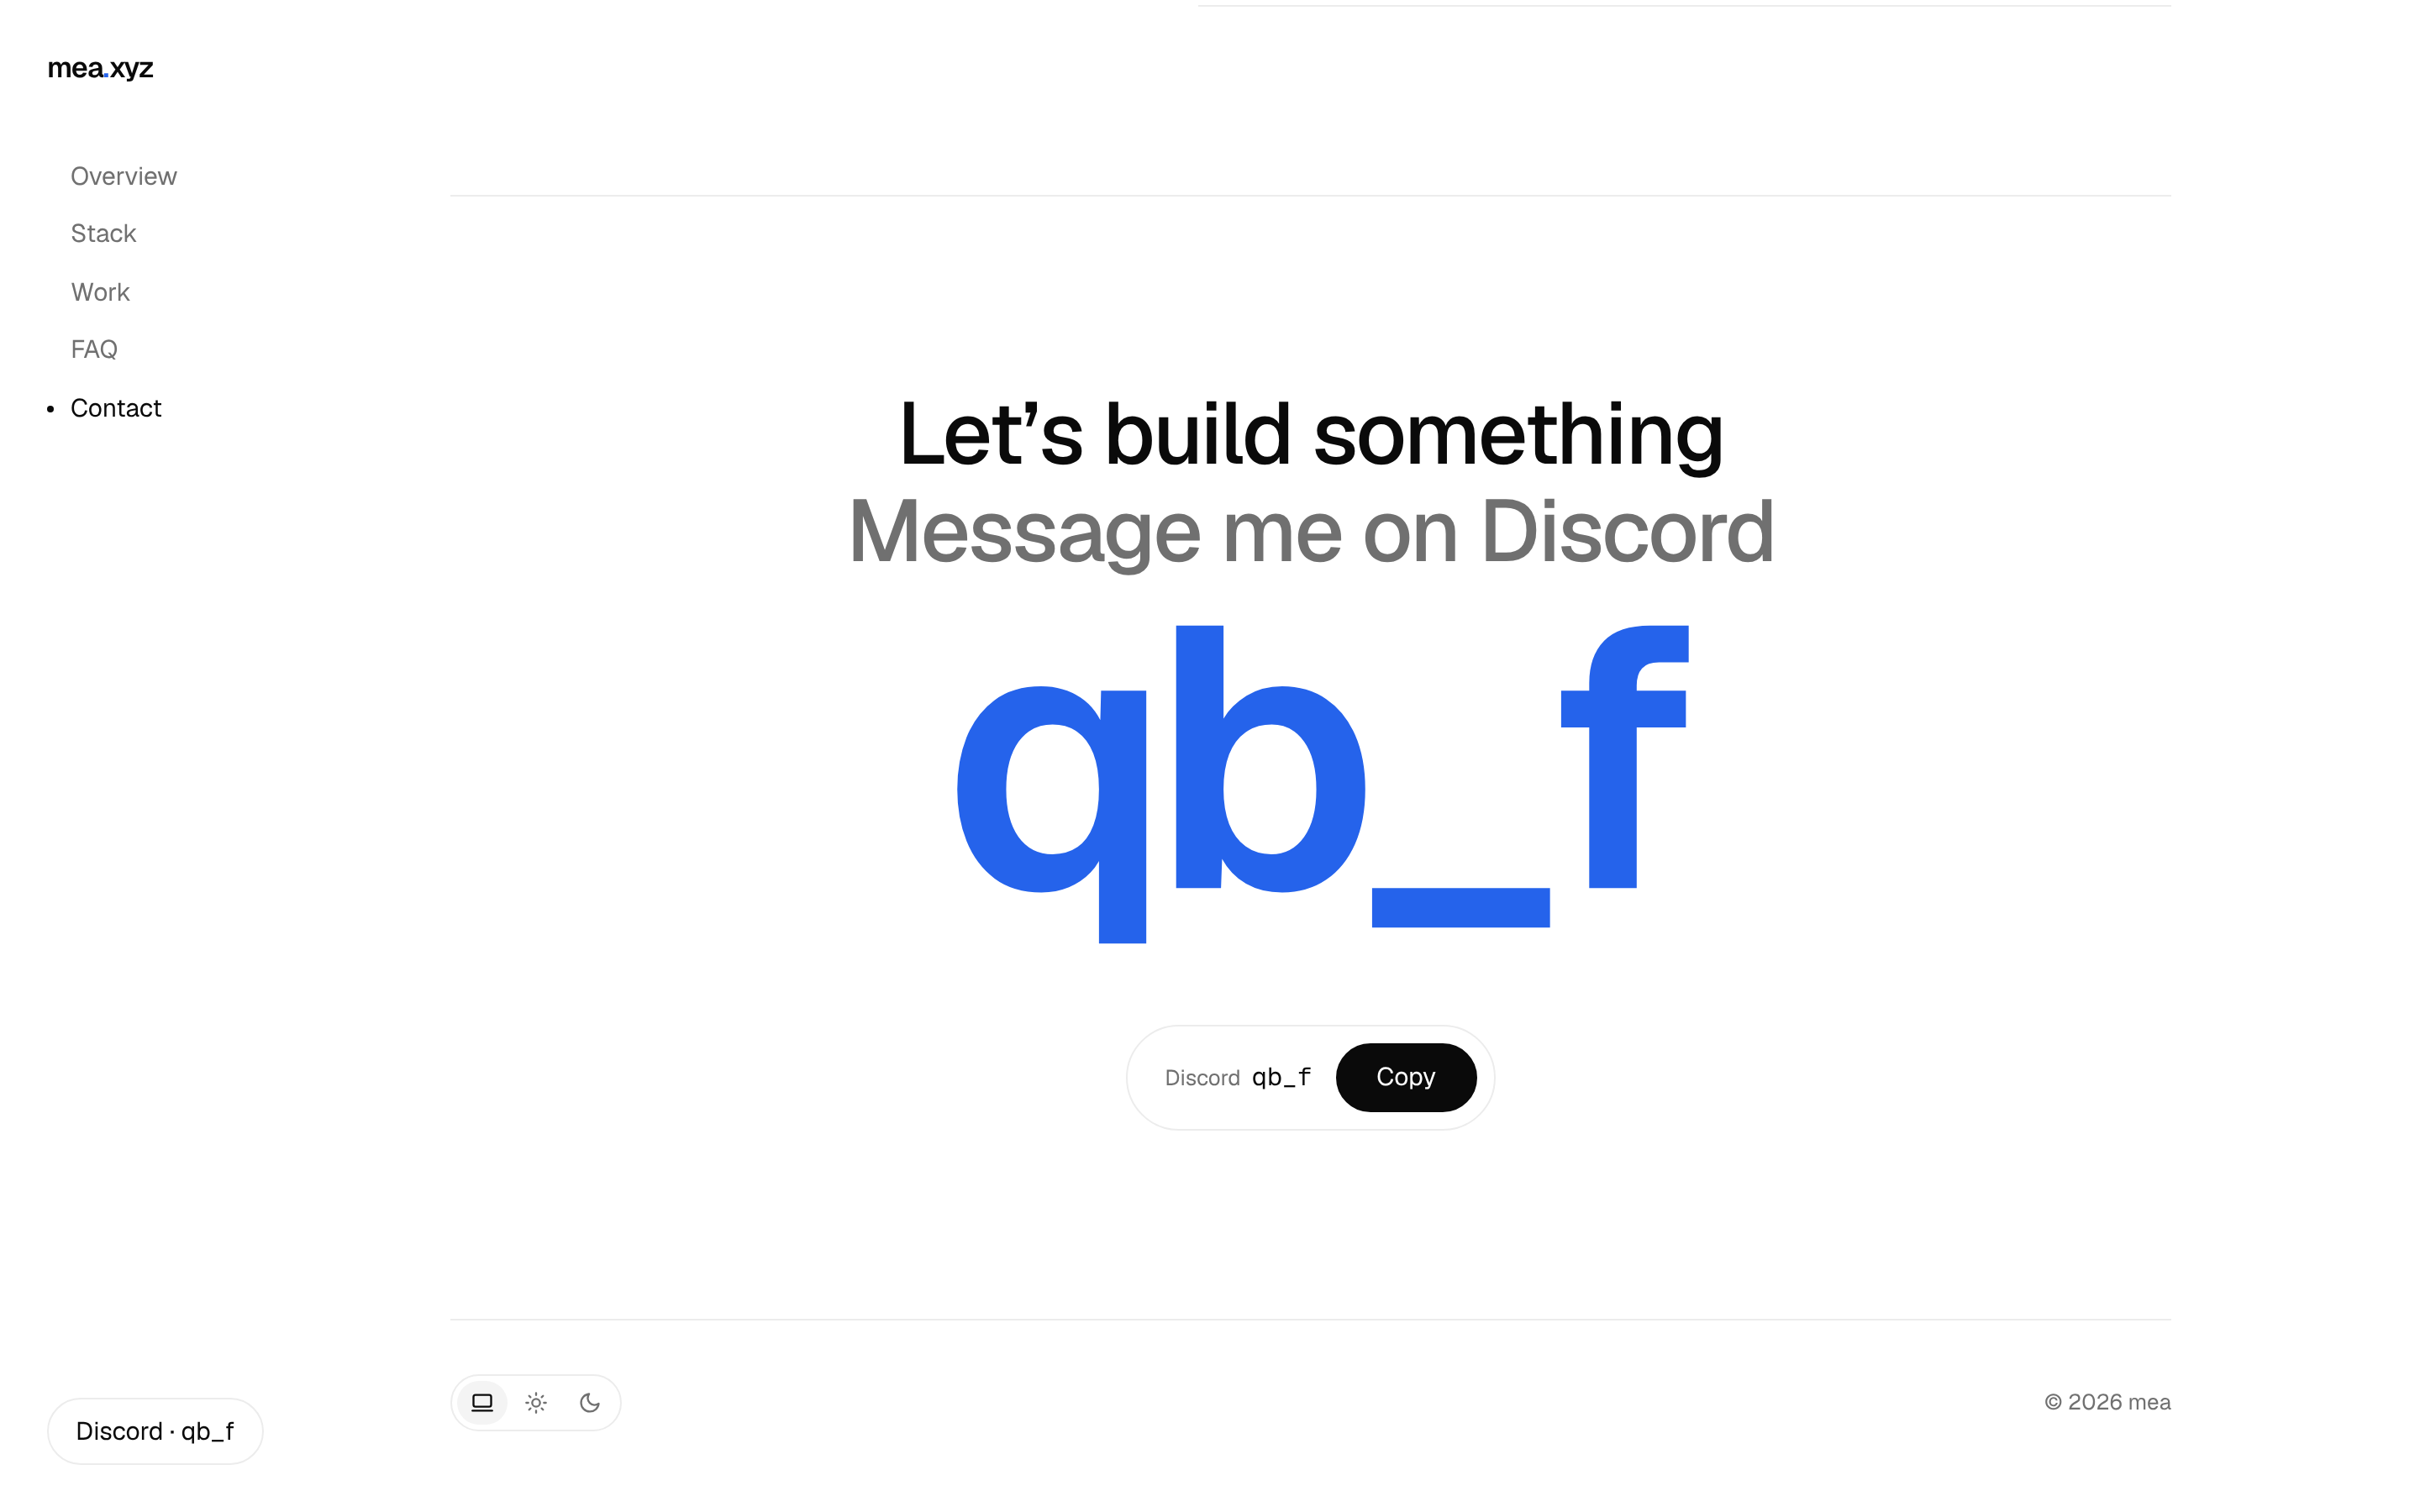 mea.xyz
Overview
Stack
Work
FAQ
Contact
Let’s build something
Message me on Discord
qb_f
Discord qb_f Copy
Discord · qb_f
© 2026 mea